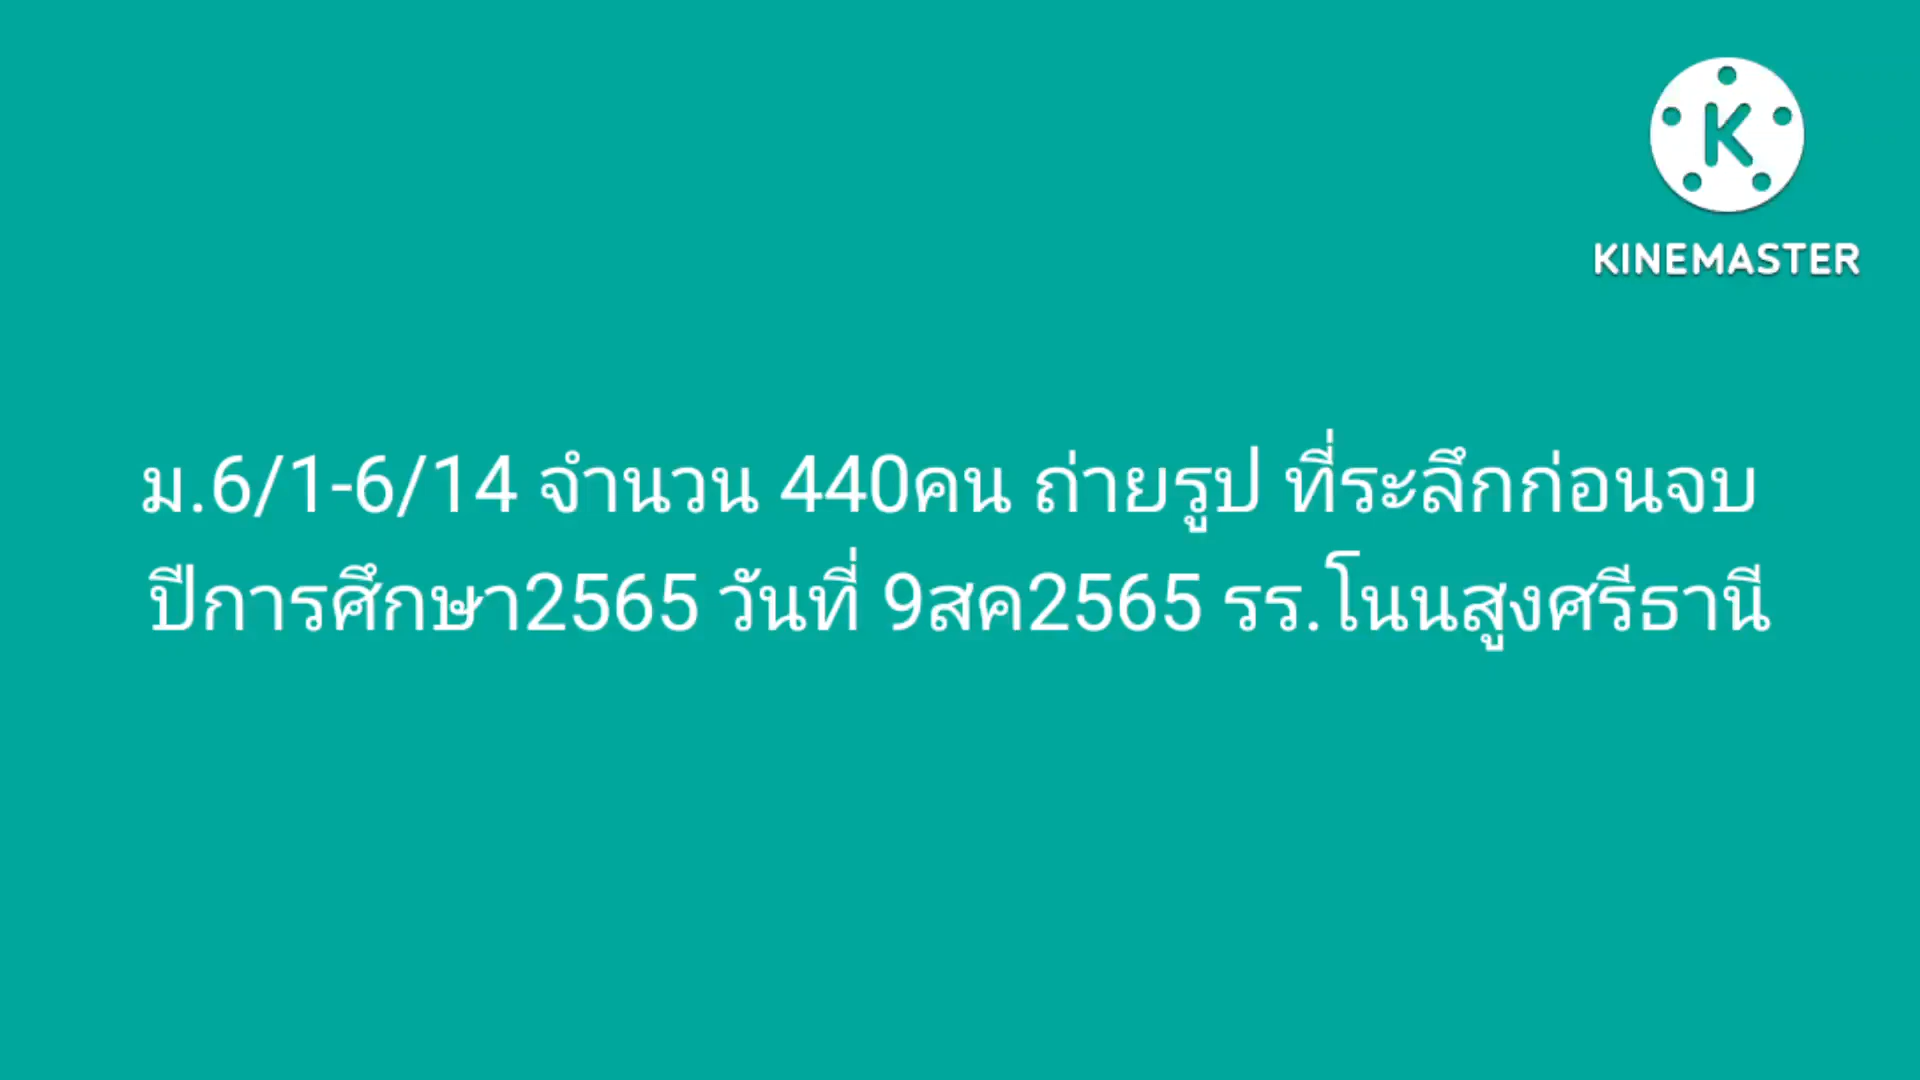 KINEMASTER
ม.6/1-6/14 จำนวน 440คน ถ่ายรูป ที่ระลึกก่อนจบ
ปีการศึกษา2565 วันที่ 9สค2565 รร.โนนสูงศรีธานี